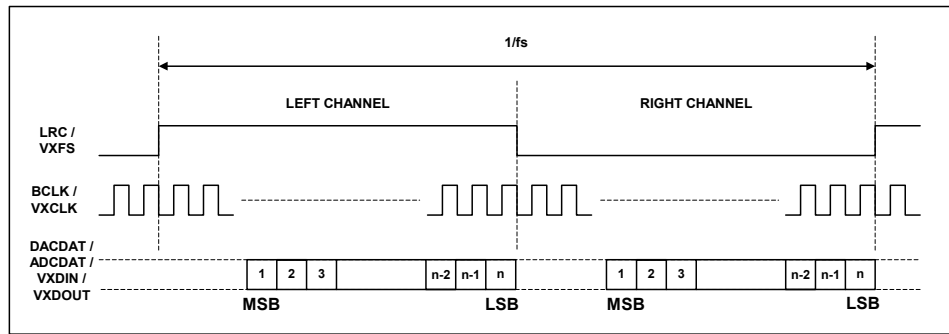 1/fs
LEFT CHANNEL RIGHT CHANNEL
LRC /
VXFS
BCLK /
VXCLK
DACDAT /
ADCDAT /
VXDIN /
VXDOUT
1 2 3 n-2 n-1 n 1 2 3 n-2 n-1 n
MSB LSB MSB LSB